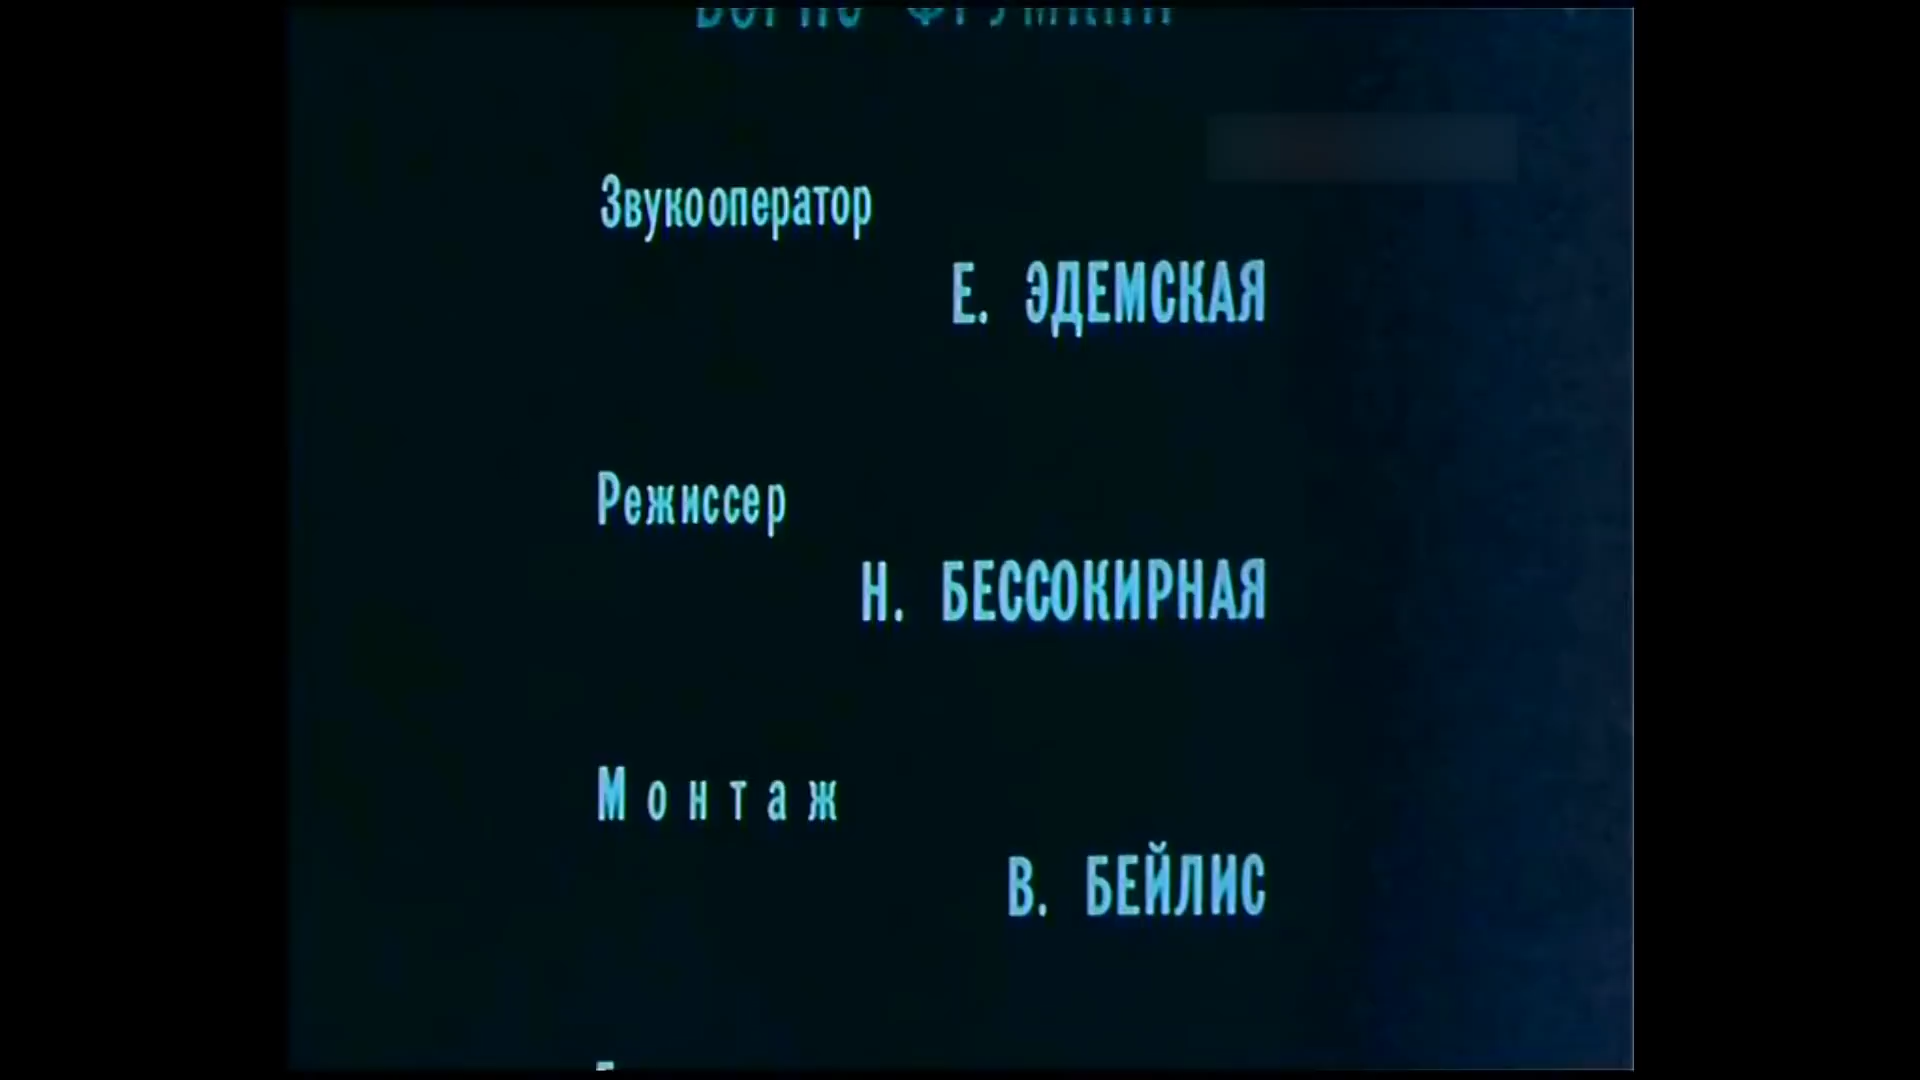 Звукооператор
Е. ЭДЕМСКАЯ
Режиссер
Н. БЕССОКИРНАЯ
Монтаж
В. БЕЙЛИС